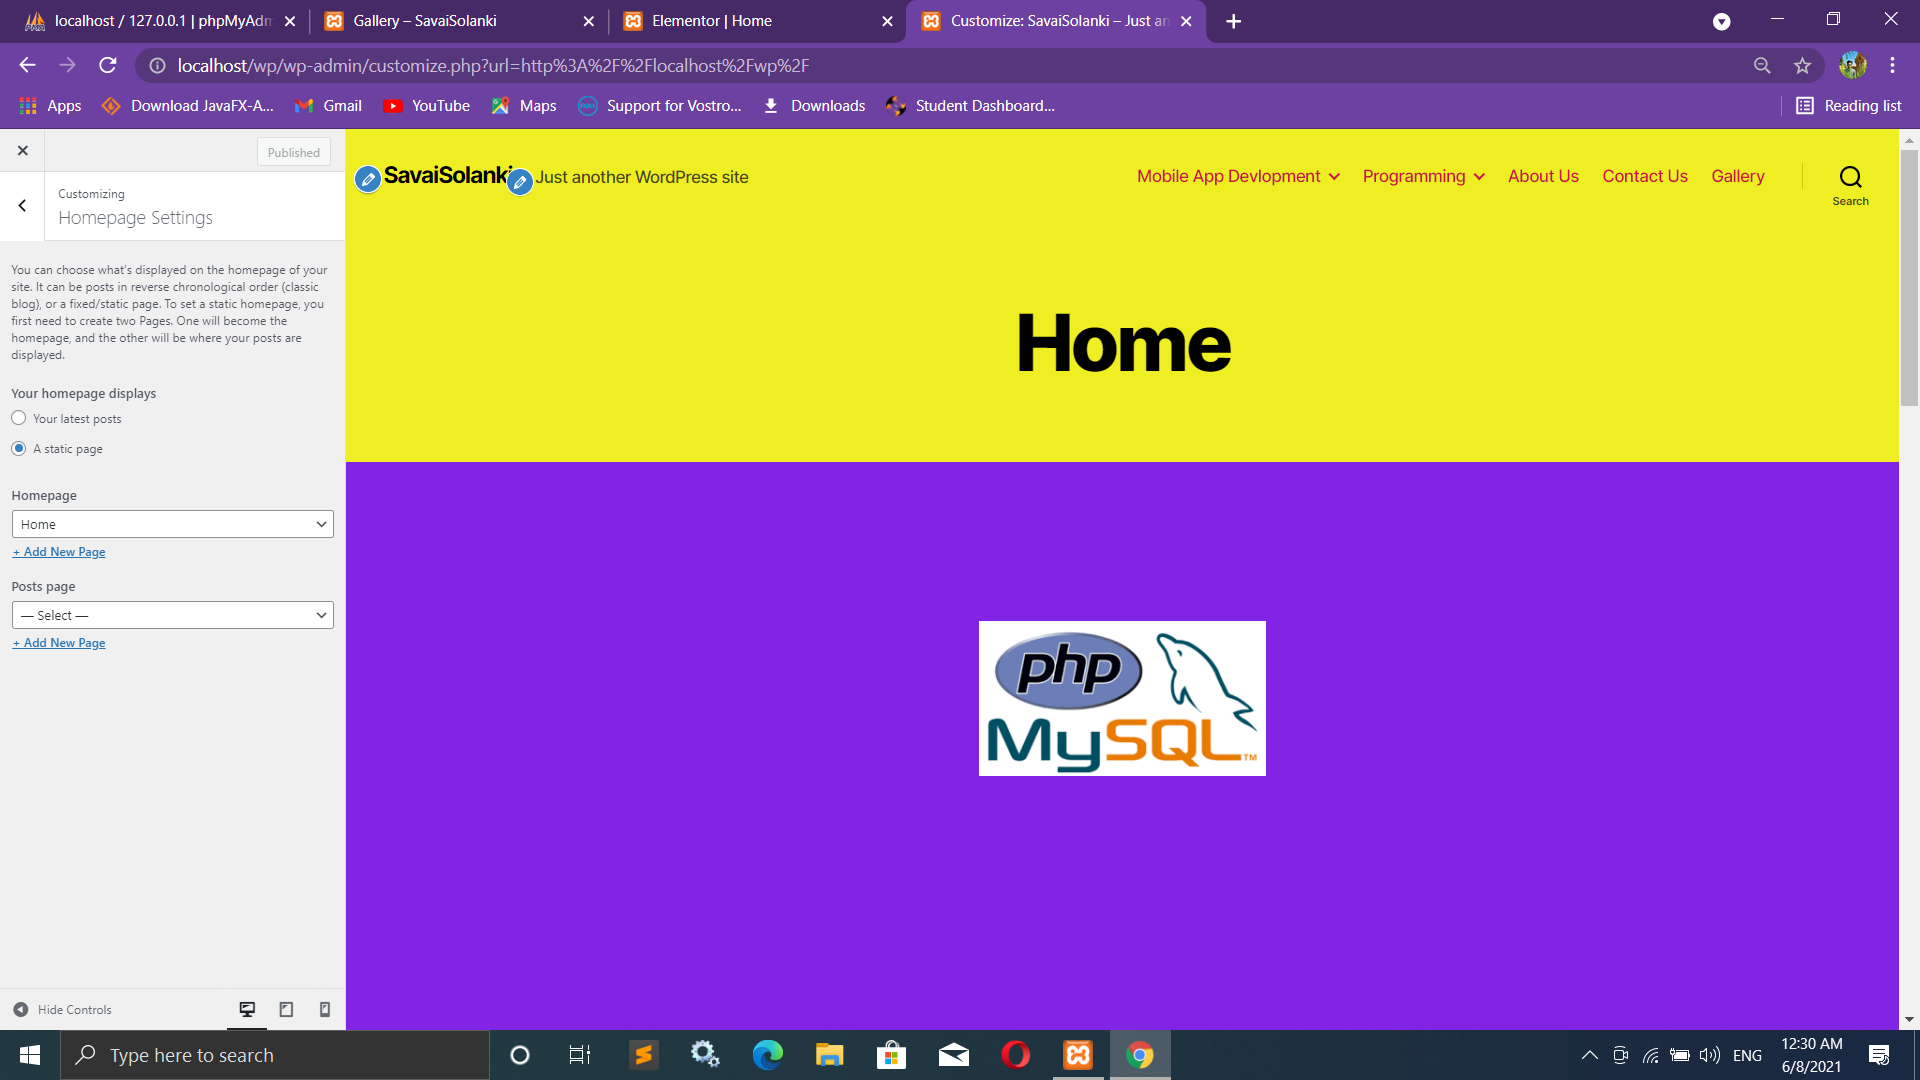 localhost / 127.0.0.1 | phpMyAdm
Gallery – SavaiSolanki
Elementor | Home
Customize: SavaiSolanki – Just an
localhost/wp/wp-admin/customize.php?url=http%3A%2F%2Flocalhost%2Fwp%2F
Apps
Download JavaFX-A...
Gmail
YouTube
Maps
Support for Vostro...
Downloads
Student Dashboard...
Reading list
Published
Customizing
Homepage Settings
You can choose what's displayed on the homepage of your
site. It can be posts in reverse chronological order (classic
blog), or a fixed/static page. To set a static homepage, you
first need to create two Pages. One will become the
homepage, and the other will be where your posts are
displayed.
Your homepage displays
Your latest posts
A static page
Homepage
Home
+ Add New Page
Posts page
— Select —
+ Add New Page
Hide Controls
SavaiSolanki
Just another WordPress site
Mobile App Devlopment
Programming
About Us
Contact Us
Gallery
Search
Home
php
MySQL TM
Type here to search
ENG
12:30 AM
6/8/2021